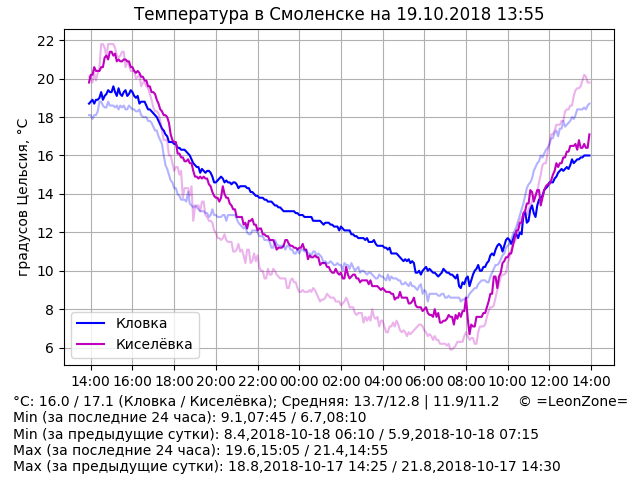 Температура в Смоленске на 19.10.2018 13:55
градусов Цельсия, °C
22
20
18
16
14
12
10
8
6
Кловка
Киселёвка
14:00 16:00 18:00 20:00 22:00 00:00 02:00 04:00 06:00 08:00 10:00 12:00 14:00
°C: 16.0 / 17.1 (Кловка / Киселёвка); Средняя: 13.7/12.8 | 11.9/11.2 © =LeonZone=
Min (за последние 24 часа): 9.1,07:45 / 6.7,08:10
Min (за предыдущие сутки): 8.4,2018-10-18 06:10 / 5.9,2018-10-18 07:15
Max (за последние 24 часа): 19.6,15:05 / 21.4,14:55
Max (за предыдущие сутки): 18.8,2018-10-17 14:25 / 21.8,2018-10-17 14:30